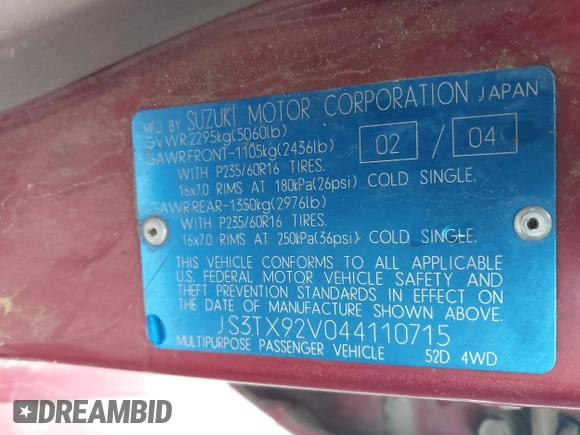 MFD BY SUZUKI MOTOR CORPORATION JAPAN
GVWR:2295kg(5060lb)
GAWR:FRONT-1105kg(2436lb) 02 / 04
WITH P235/60R16 TIRES.
16x7.0 RIMS AT 180kPa(26psi) COLD SINGLE.
GAWR:REAR-1350kg(2976lb)
WITH P235/60R16 TIRES.
16x7.0 RIMS AT 250kPa(36psi) COLD SINGLE.
THIS VEHICLE CONFORMS TO ALL APPLICABLE
U.S. FEDERAL MOTOR VEHICLE SAFETY AND
THEFT PREVENTION STANDARDS IN EFFECT ON
THE DATE OF MANUFACTURE SHOWN ABOVE.
JS3TX92V044110715
MULTIPURPOSE PASSENGER VEHICLE 52D 4WD
DREAMBID